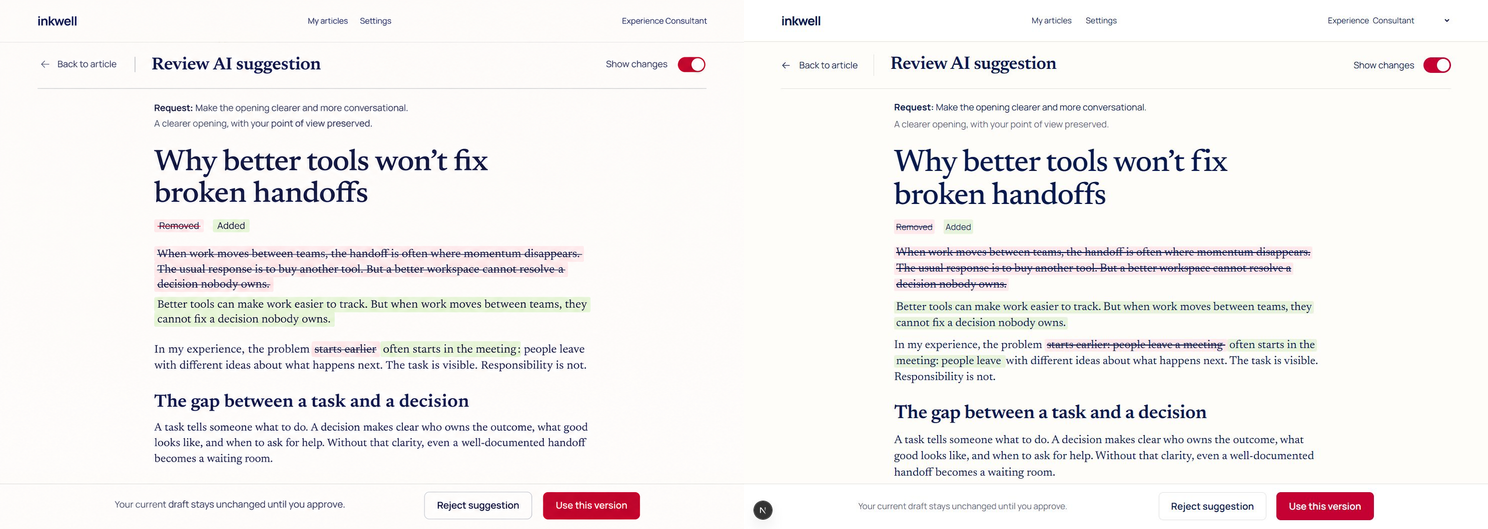 inkwell
My articles Settings
Experience Consultant
← Back to article
Review AI suggestion
Show changes
Request: Make the opening clearer and more conversational.
A clearer opening, with your point of view preserved.
Why better tools won’t fix
broken handoffs
Removed Added
When work moves between teams, the handoff is often where momentum disappears.
The usual response is to buy another tool. But a better workspace cannot resolve a
decision nobody owns.
Better tools can make work easier to track. But when work moves between teams, they
cannot fix a decision nobody owns.
In my experience, the problem starts earlier often starts in the meeting: people leave
with different ideas about what happens next. The task is visible. Responsibility is not.
The gap between a task and a decision
A task tells someone what to do. A decision makes clear who owns the outcome, what good
looks like, and when to ask for help. Without that clarity, even a well-documented handoff
becomes a waiting room.
Your current draft stays unchanged until you approve.
Reject suggestion
Use this version
inkwell
My articles Settings
Experience Consultant
← Back to article
Review AI suggestion
Show changes
Request: Make the opening clearer and more conversational.
A clearer opening, with your point of view preserved.
Why better tools won’t fix
broken handoffs
Removed Added
When work moves between teams, the handoff is often where momentum disappears.
The usual response is to buy another tool. But a better workspace cannot resolve a
decision nobody owns.
Better tools can make work easier to track. But when work moves between teams, they
cannot fix a decision nobody owns.
In my experience, the problem starts earlier: people leave a meeting often starts in the
meeting: people leave with different ideas about what happens next. The task is visible.
Responsibility is not.
The gap between a task and a decision
A task tells someone what to do. A decision makes clear who owns the outcome, what
good looks like, and when to ask for help. Without that clarity, even a well-documented
handoff becomes a waiting room.
N
Your current draft stays unchanged until you approve.
Reject suggestion
Use this version